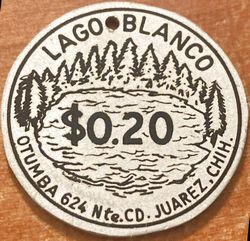 LAGO BLANCO
$0.20
OTUMBA 624 Nte. CD. JUAREZ, CHIH.